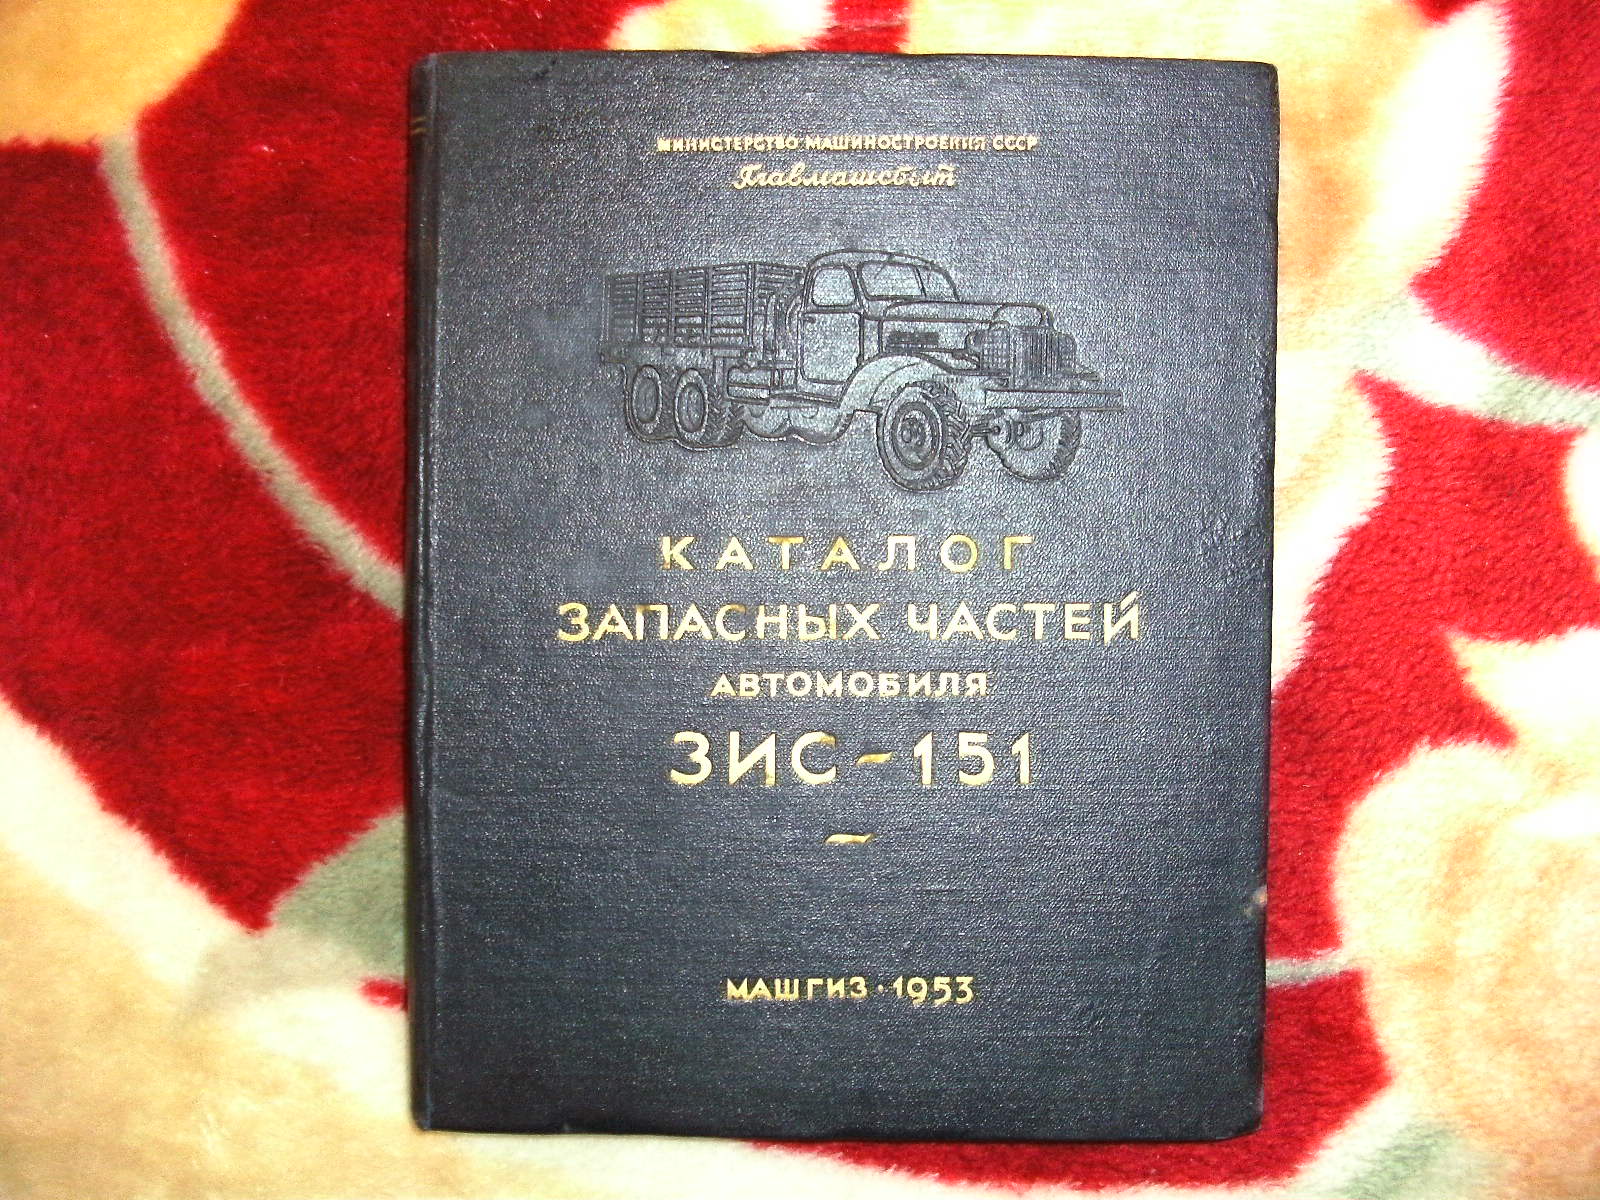 МИНИСТЕРСТВО МАШИНОСТРОЕНИЯ СССР
Главмашсбыт
КАТАЛОГ
ЗАПАСНЫХ ЧАСТЕЙ
АВТОМОБИЛЯ
ЗИС-151
МАШГИЗ·1953